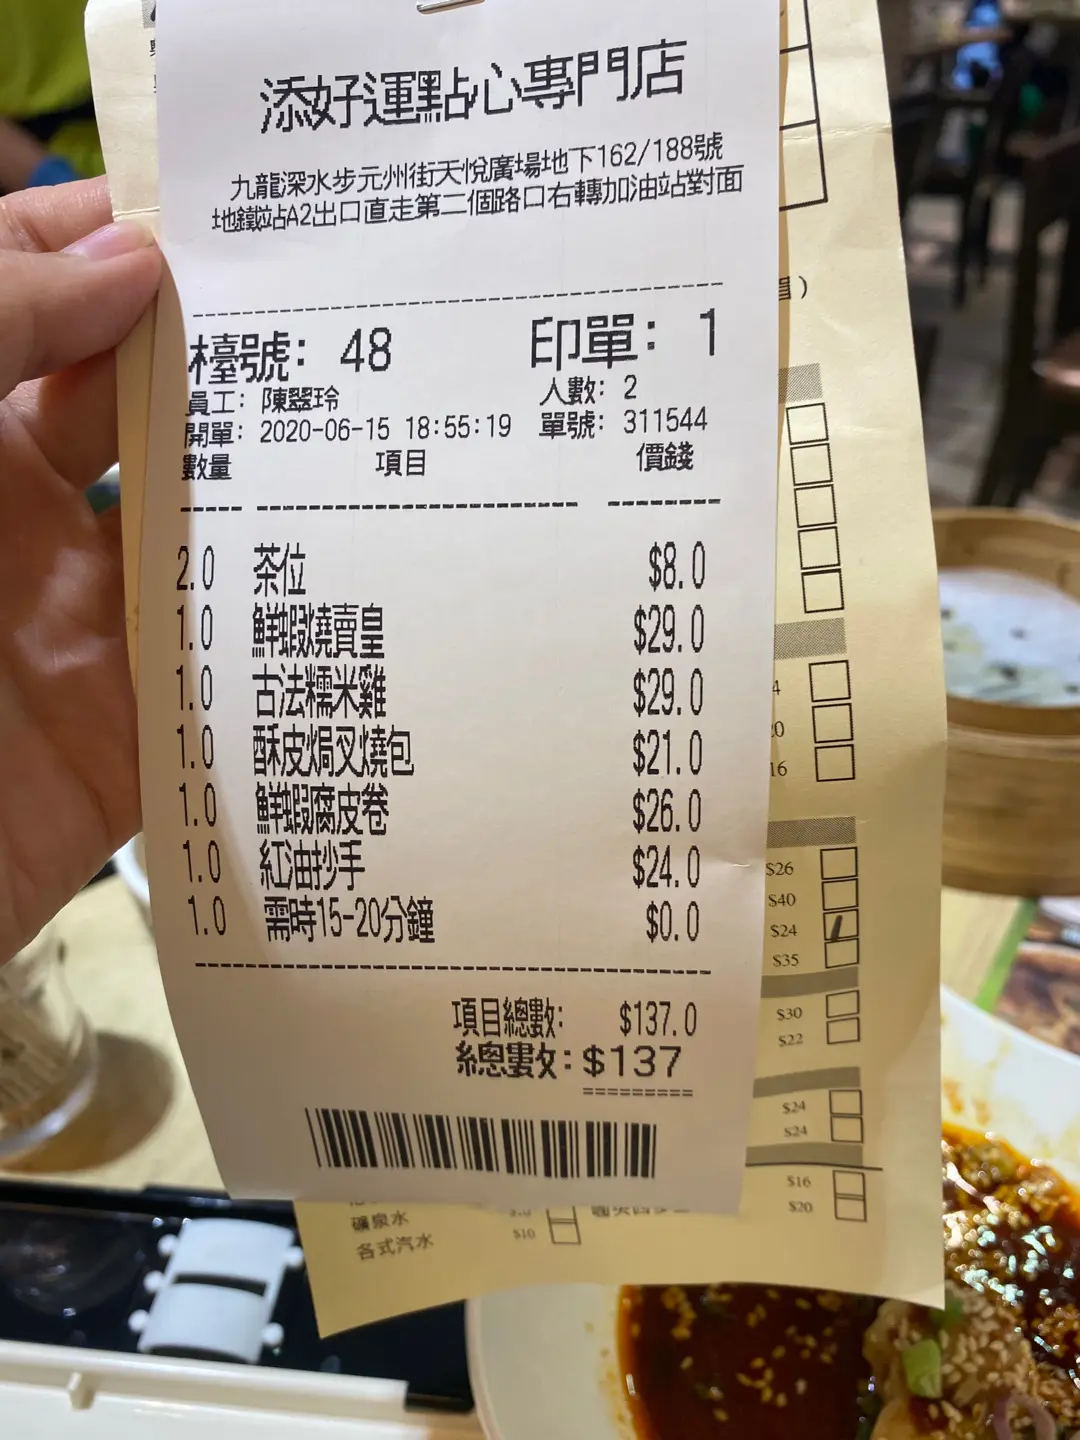 添好運點心專門店
九龍深水步元州街天悅廣場地下162/188號
地鐵站A2出口直走第二個路口右轉加油站對面
檯號: 48 印單: 1
員工: 陳翠玲 人數: 2
開單: 2020-06-15 18:55:19 單號: 311544
數量 項目 價錢
2.0 茶位 $8.0
1.0 鮮蝦燒賣皇 $29.0
1.0 古法糯米雞 $29.0
1.0 酥皮焗叉燒包 $21.0
1.0 鮮蝦腐皮卷 $26.0
1.0 紅油抄手 $24.0
1.0 需時15-20分鐘 $0.0
項目總數: $137.0
總數: $137
16
$26
$40
$24
$35
$30
$22
$24
$24
$16
$20
礦泉水 $10
各式汽水